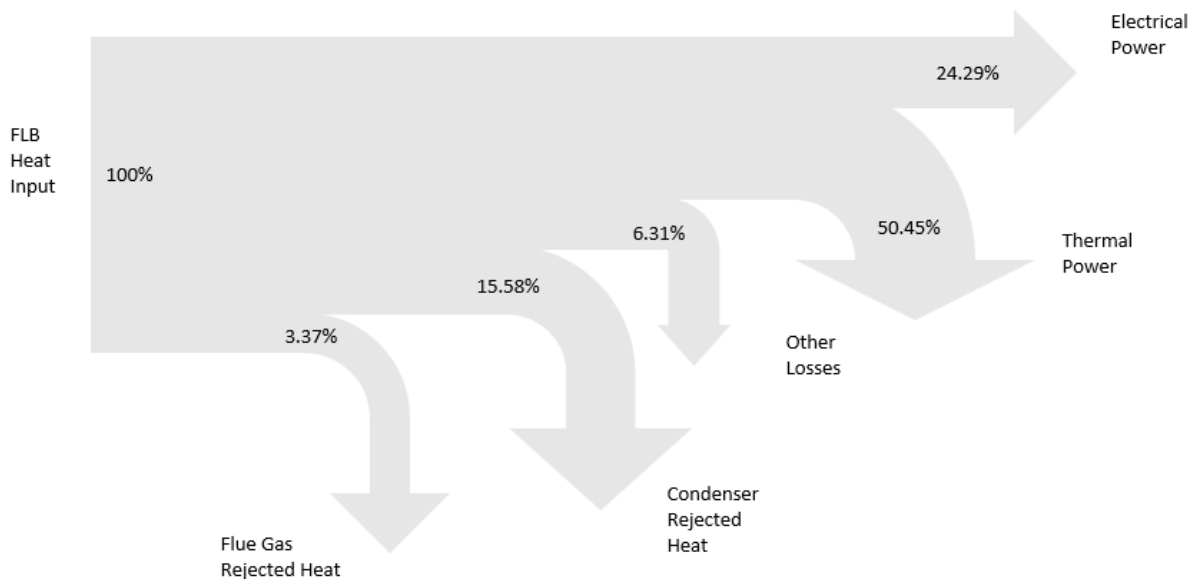 Electrical
Power
24.29%
FLB
Heat
Input
100%
6.31%
50.45%
Thermal
Power
15.58%
3.37%
Other
Losses
Condenser
Rejected
Heat
Flue Gas
Rejected Heat